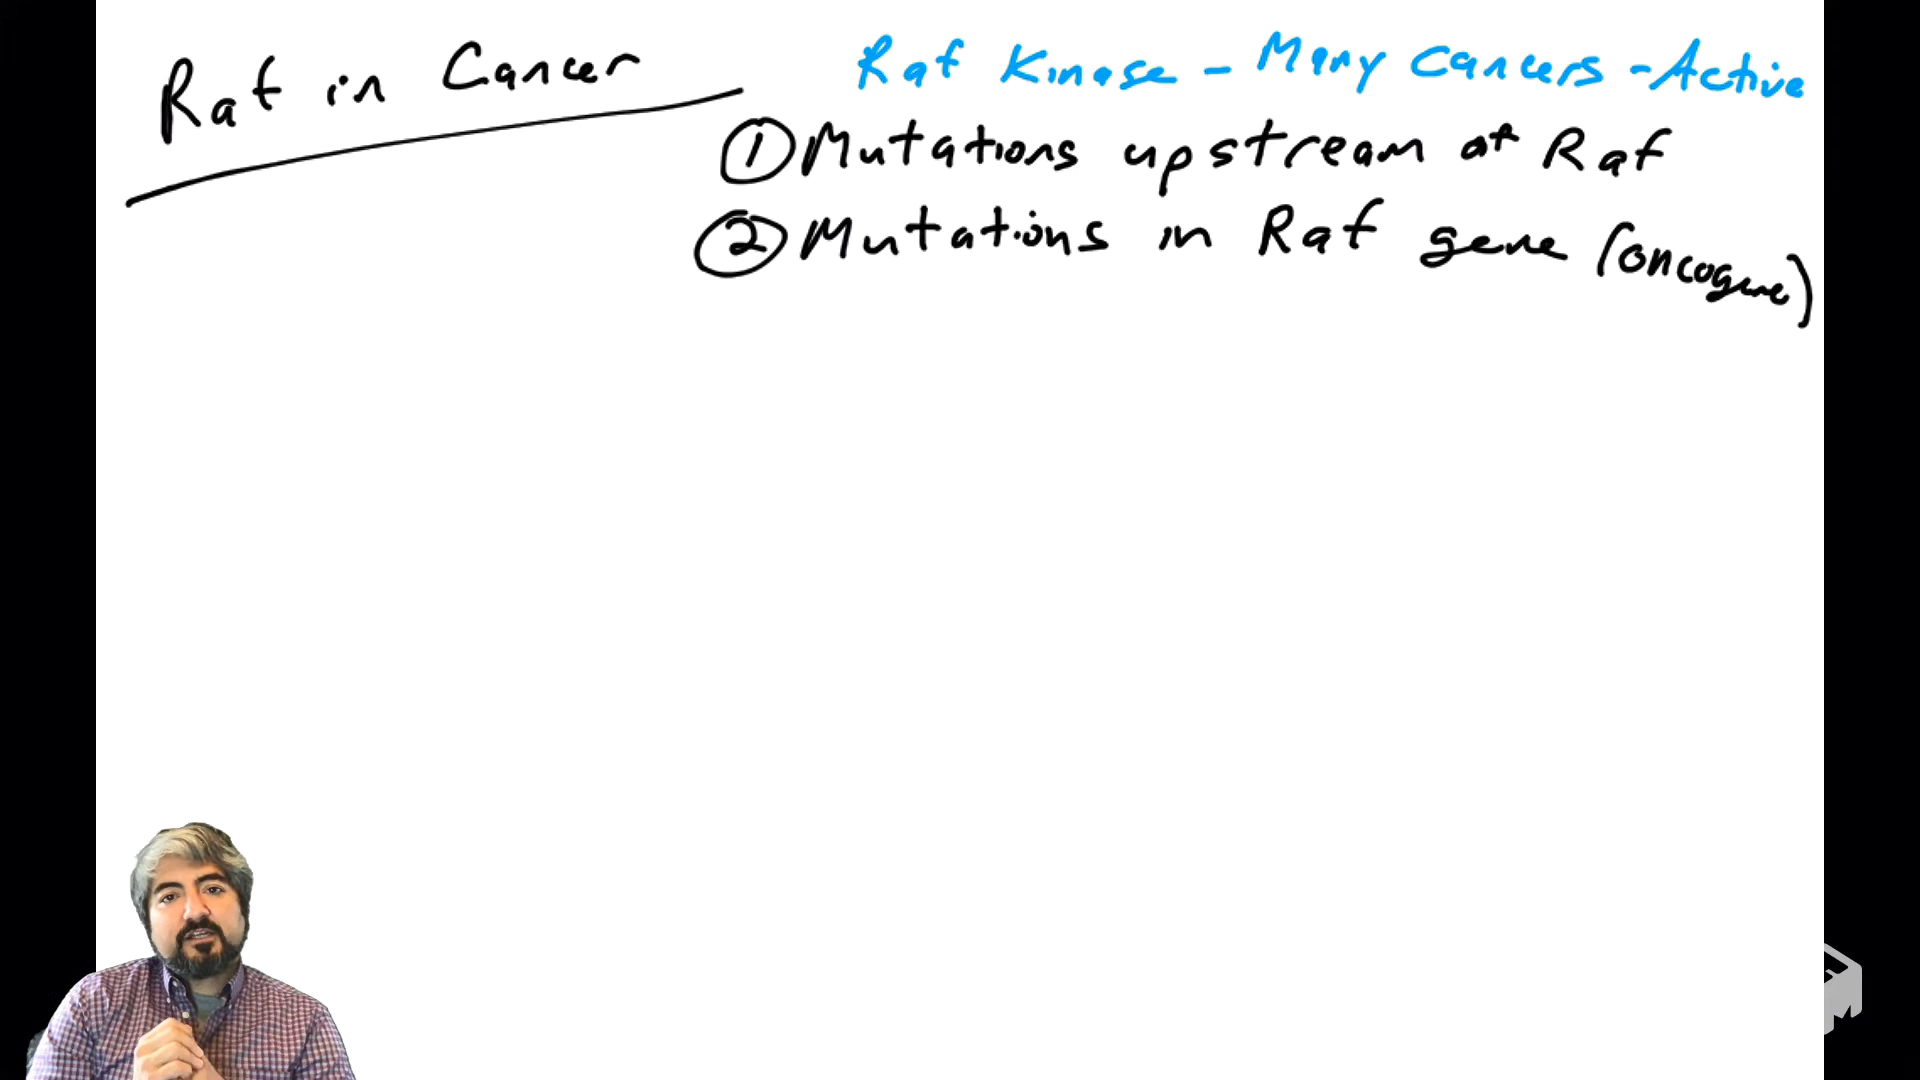 Raf in Cancer
Raf Kinase - Many Cancers - Active
① Mutations upstream of Raf
② Mutations in Raf gene (oncogene)